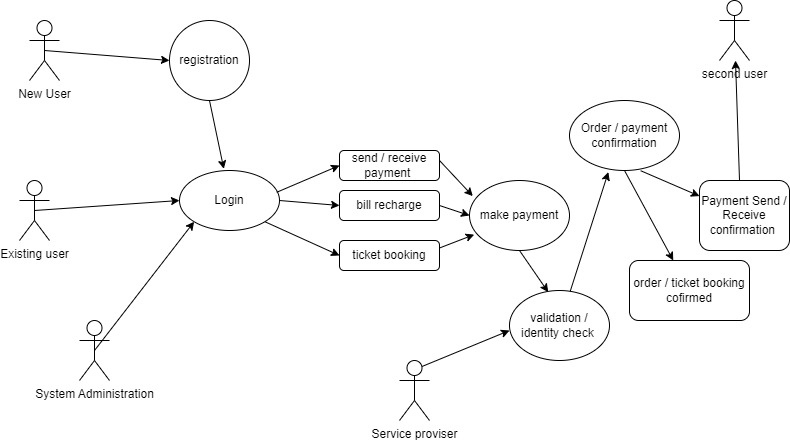 registration
New User
second user
Order / payment
confirmation
send / receive
payment
Login
bill recharge
make payment
Payment Send /
Receive
confirmation
Existing user
ticket booking
order / ticket booking
cofirmed
validation /
identity check
System Administration
Service proviser